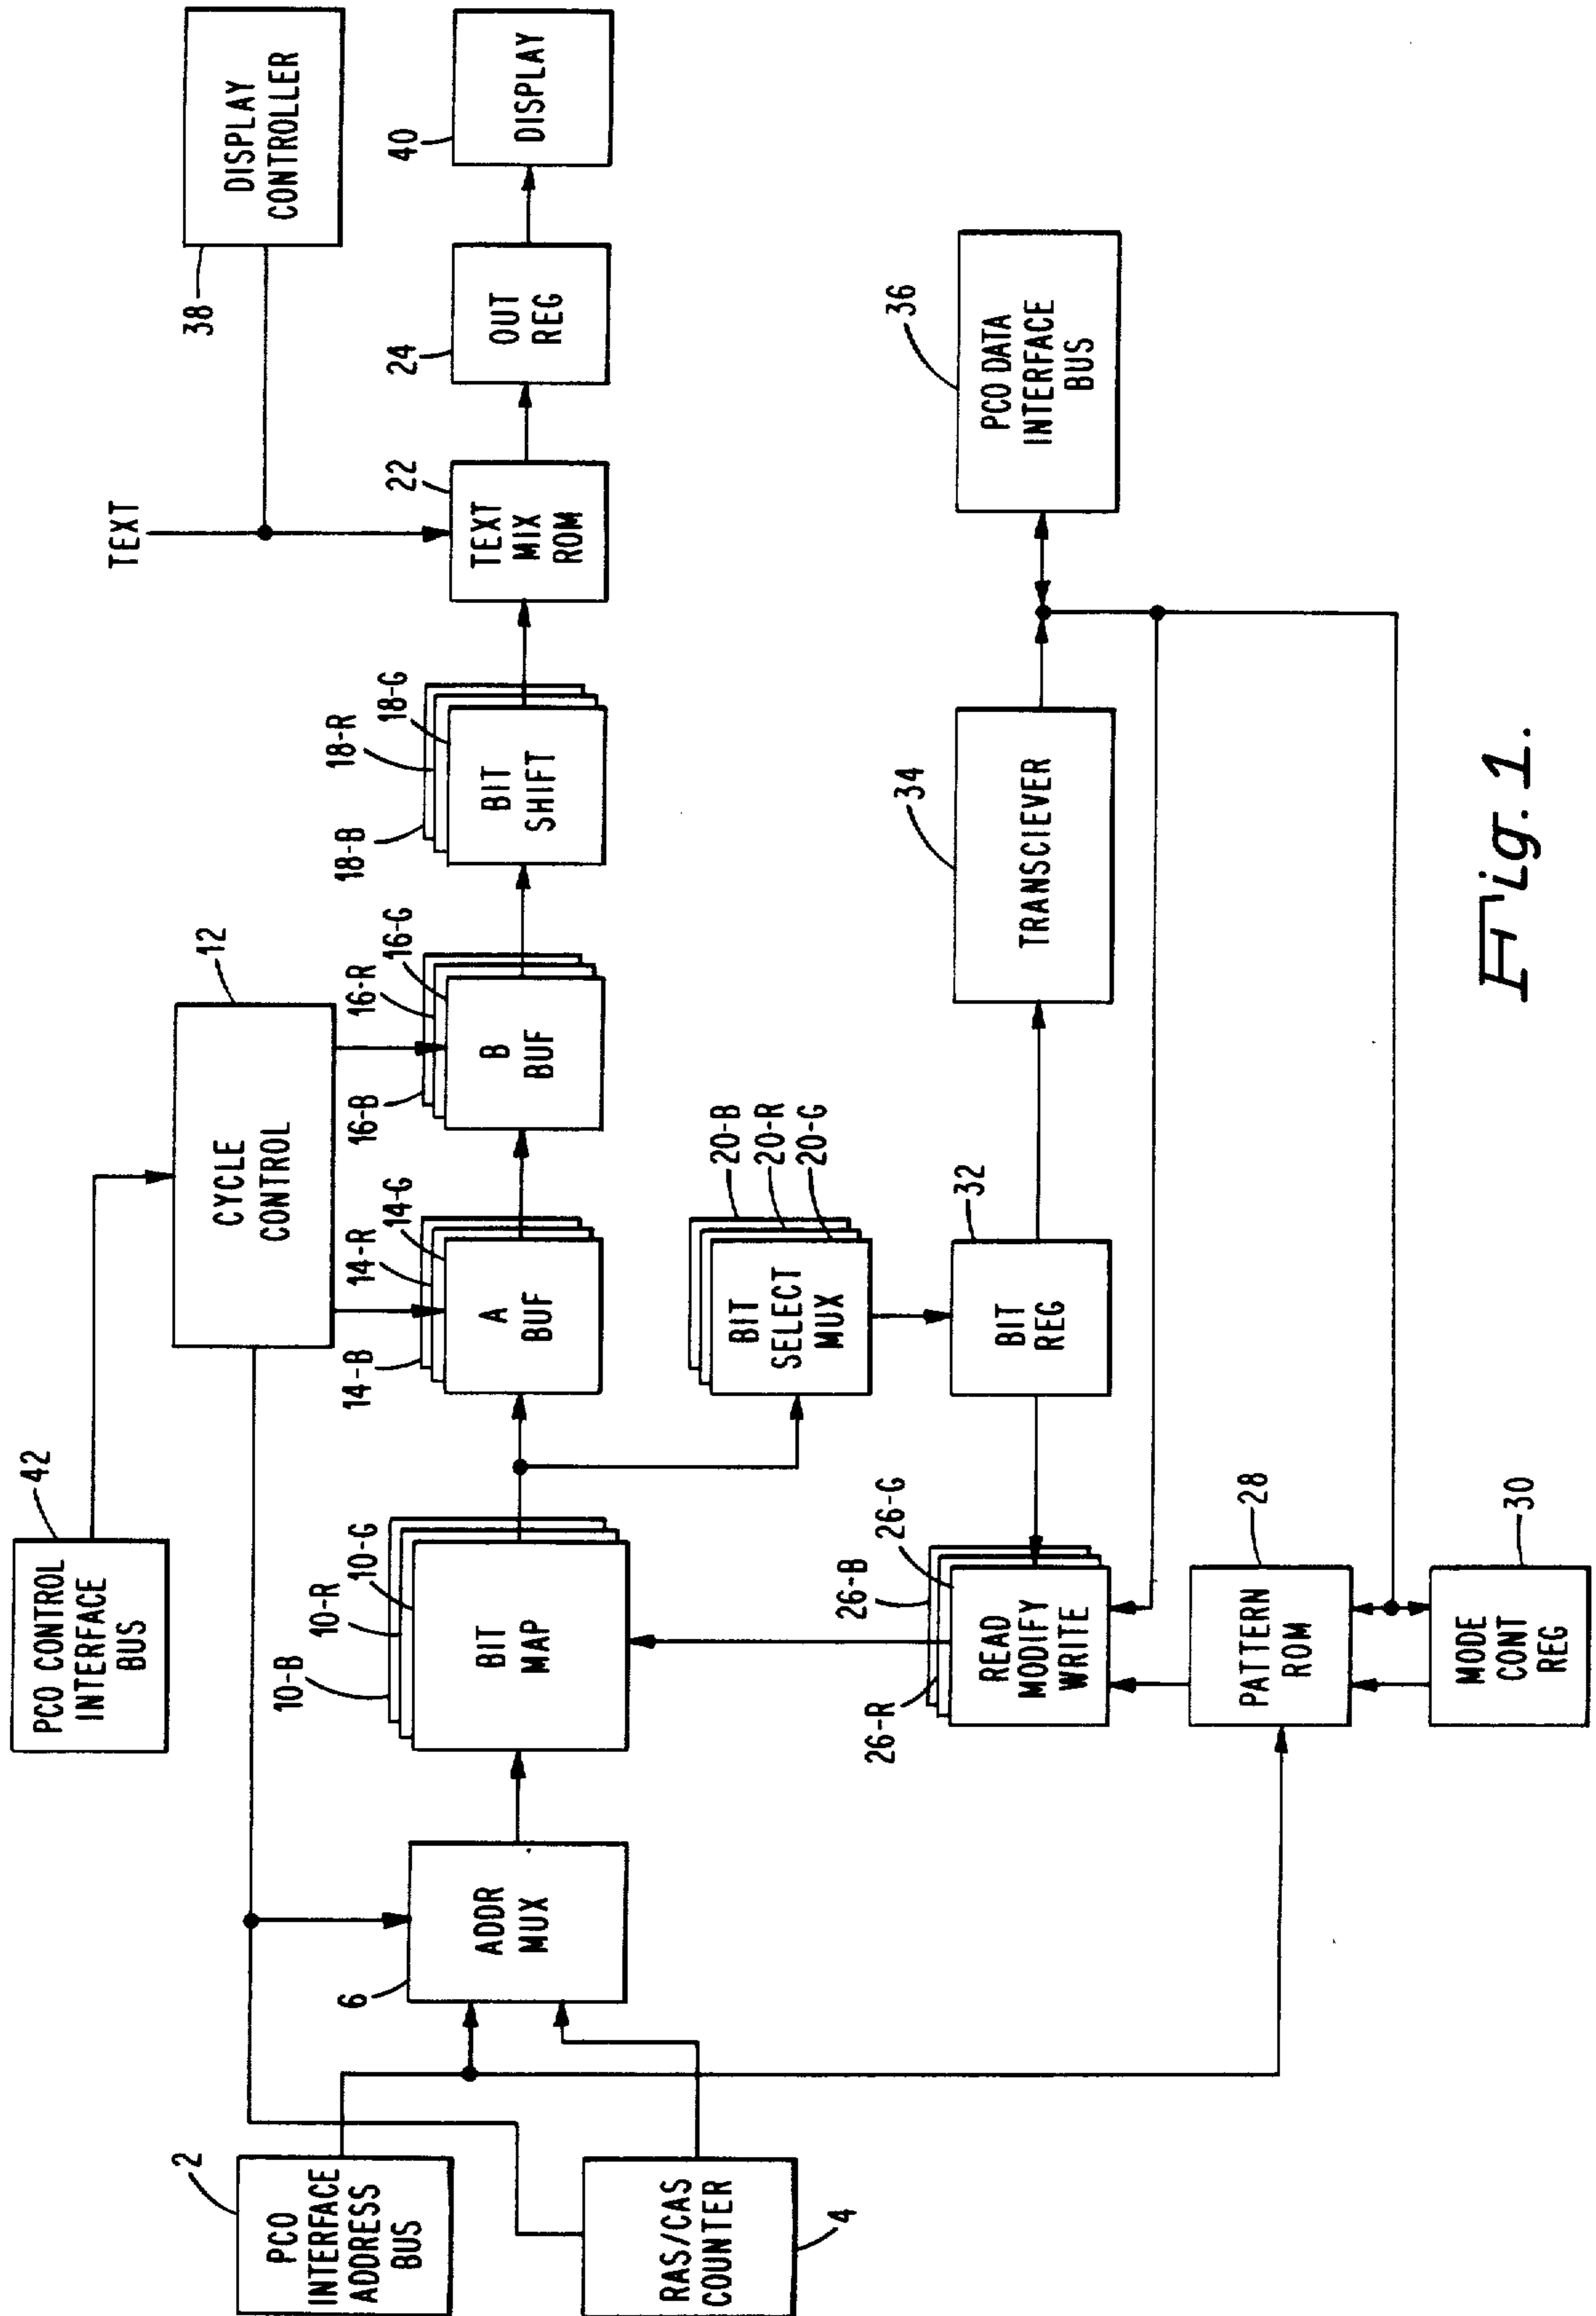 PCO
INTERFACE
ADDRESS
BUS
2
RAS/CAS
COUNTER
4
PCO CONTROL
INTERFACE
BUS
42
ADDR
MUX
6
BIT
MAP
10-B
10-R
10-G
CYCLE
CONTROL
12
A
BUF
14-B
14-R
14-G
B
BUF
16-B
16-R
16-G
BIT
SHIFT
18-B
18-R
18-G
TEXT
TEXT
MIX
ROM
22
OUT
REG
24
DISPLAY
CONTROLLER
38
DISPLAY
40
BIT
SELECT
MUX
20-B
20-R
20-G
READ
MODIFY
WRITE
26-R
26-B
26-G
BIT
REG
32
TRANSCIEVER
34
PCO DATA
INTERFACE
BUS
36
PATTERN
ROM
28
MODE
CONT
REG
30
Fig. 1.